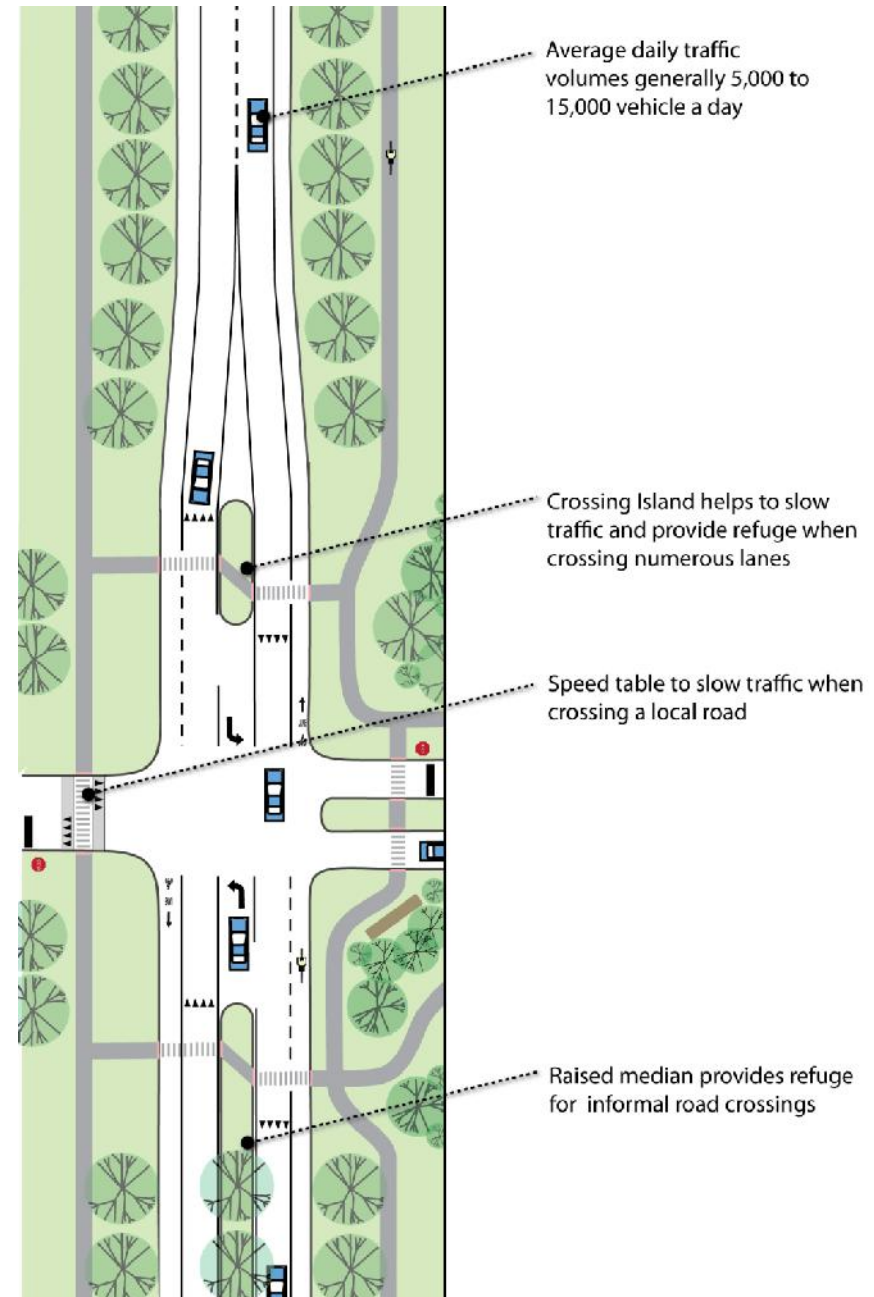 Average daily traffic
volumes generally 5,000 to
15,000 vehicle a day
Crossing Island helps to slow
traffic and provide refuge when
crossing numerous lanes
Speed table to slow traffic when
crossing a local road
Raised median provides refuge
for informal road crossings